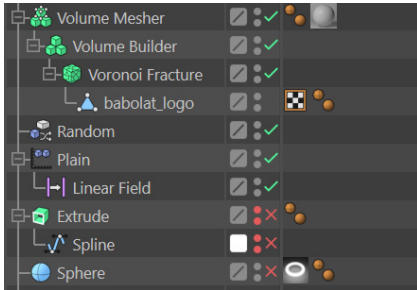 Volume Mesher
Volume Builder
Voronoi Fracture
babolat_logo
Random
Plain
Linear Field
Extrude
Spline
Sphere